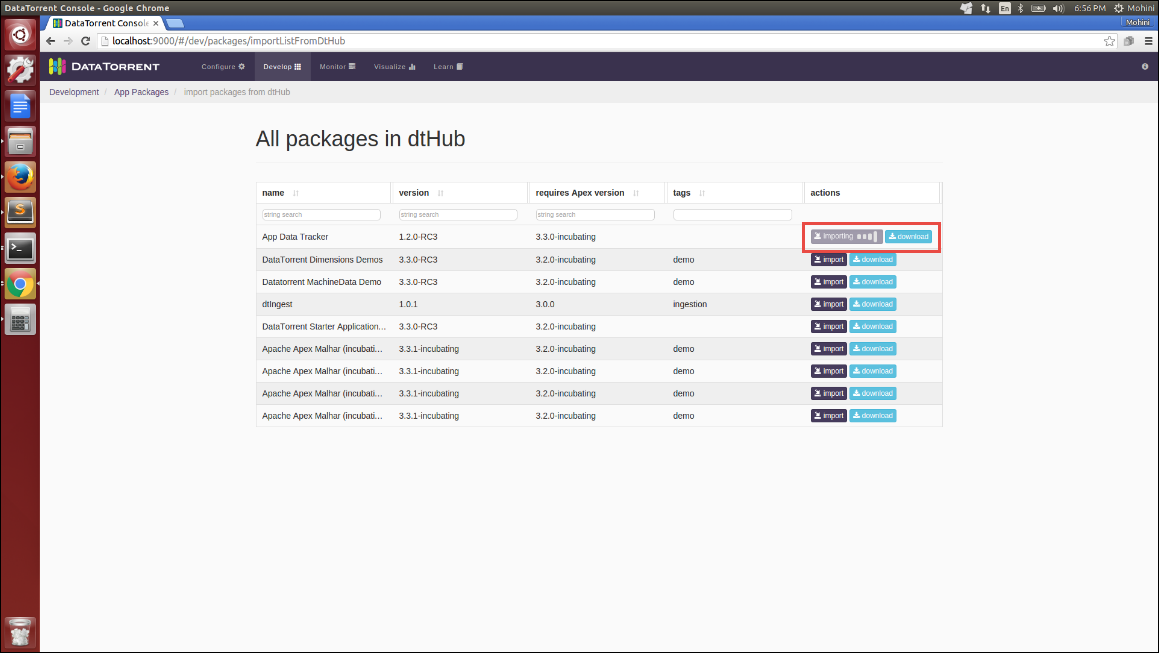 DataTorrent Console - Google Chrome
En 6:56 PM Mohini
DataTorrent Console
Mohini
localhost:9000/#/dev/packages/importListFromDtHub
DATATORRENT Configure Develop Monitor Visualize Learn
Development / App Packages / import packages from dtHub
All packages in dtHub
name version requires Apex version tags actions
string search string search string search
App Data Tracker 1.2.0-RC3 3.3.0-incubating importing download
DataTorrent Dimensions Demos 3.3.0-RC3 3.2.0-incubating demo import download
Datatorrent MachineData Demo 3.3.0-RC3 3.2.0-incubating demo import download
dtIngest 1.0.1 3.0.0 ingestion import download
DataTorrent Starter Application... 3.3.0-RC3 3.2.0-incubating import download
Apache Apex Malhar (incubati... 3.3.1-incubating 3.2.0-incubating demo import download
Apache Apex Malhar (incubati... 3.3.1-incubating 3.2.0-incubating demo import download
Apache Apex Malhar (incubati... 3.3.1-incubating 3.2.0-incubating demo import download
Apache Apex Malhar (incubati... 3.3.1-incubating 3.2.0-incubating demo import download